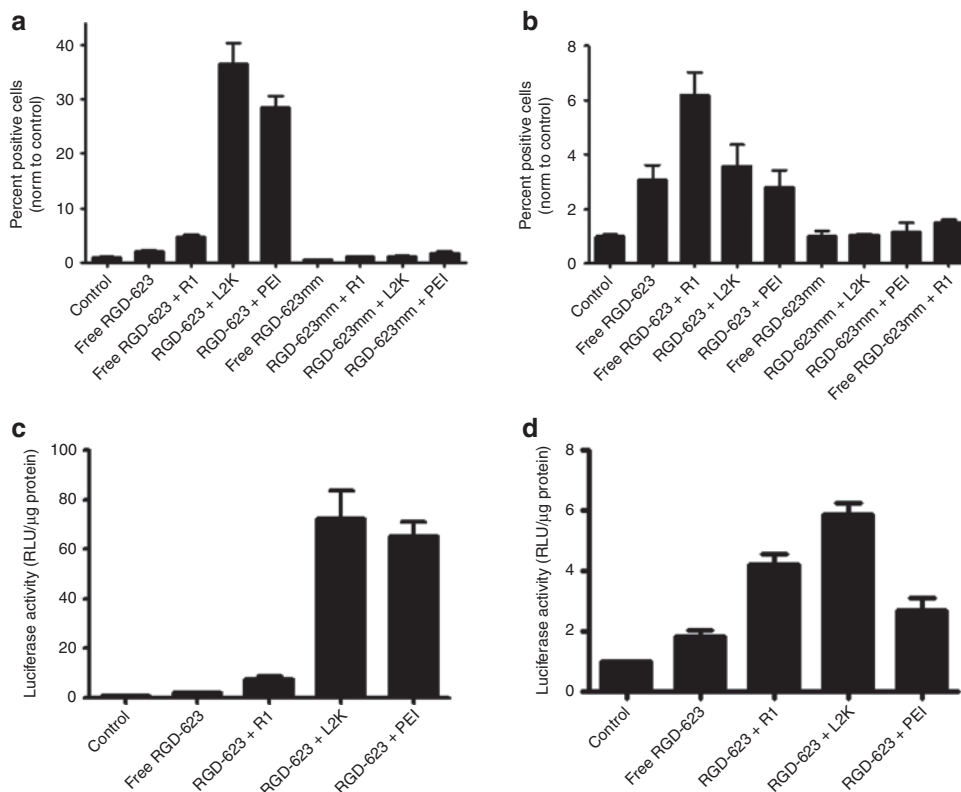 a
Percent positive cells
(norm to control)
40
30
20
10
0
Control
Free RGD-623
Free RGD-623 + R1
RGD-623 + L2K
RGD-623 + PEI
Free RGD-623mm
RGD-623mm + R1
RGD-623mm + L2K
RGD-623mm + PEI
b
Percent positive cells
(norm to control)
8
6
4
2
0
Control
Free RGD-623
Free RGD-623 + R1
RGD-623 + L2K
RGD-623 + PEI
Free RGD-623mm
RGD-623mm + L2K
RGD-623mm + PEI
Free RGD-623mm + R1
c
Luciferase activity (RLU/μg protein)
100
80
60
40
20
0
Control
Free RGD-623
RGD-623 + R1
RGD-623 + L2K
RGD-623 + PEI
d
Luciferase activity (RLU/μg protein)
8
6
4
2
0
Control
Free RGD-623
RGD-623 + R1
RGD-623 + L2K
RGD-623 + PEI